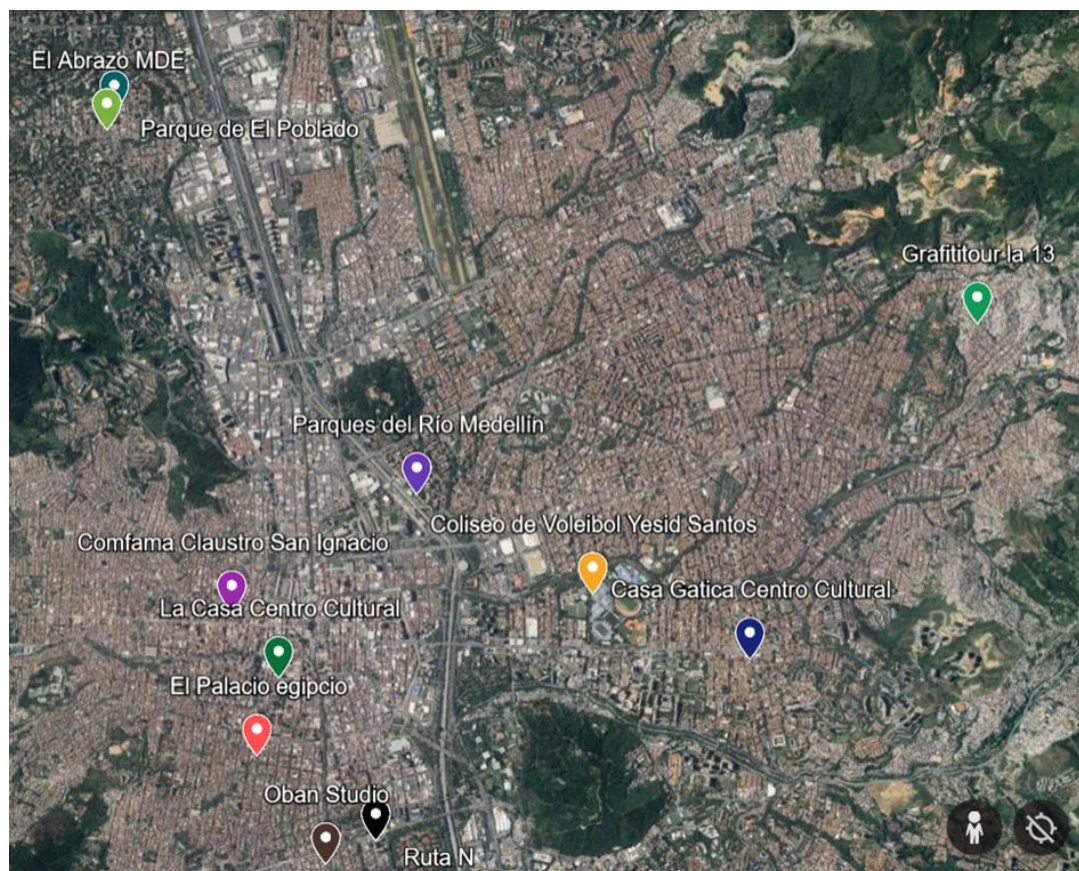 El Abrazo MDE
Parque de El Poblado
Grafititour la 13
Parques del Río Medellín
Coliseo de Voleibol Yesid Santos
Comfama Claustro San Ignacio
Casa Gatica Centro Cultural
La Casa Centro Cultural
El Palacio egipcio
Oban Studio
Ruta N